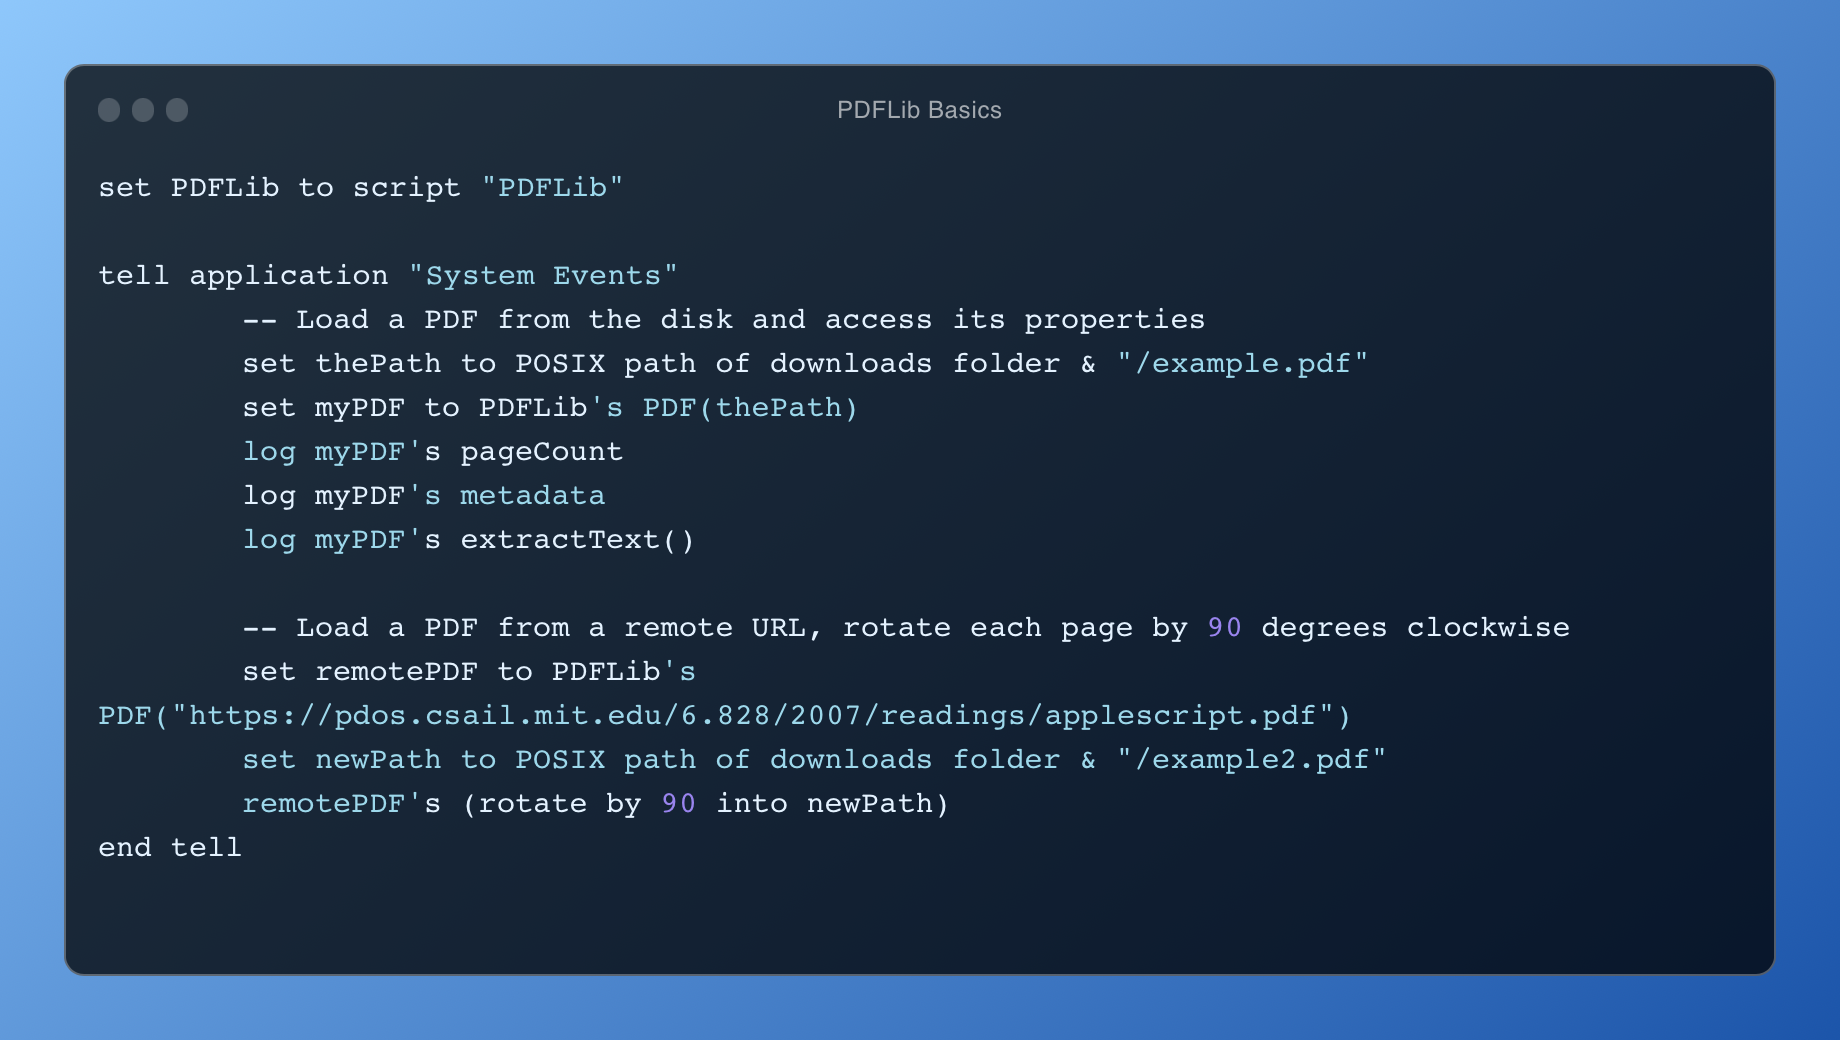 PDFLib Basics
set PDFLib to script "PDFLib"
tell application "System Events"
-- Load a PDF from the disk and access its properties
set thePath to POSIX path of downloads folder & "/example.pdf"
set myPDF to PDFLib's PDF(thePath)
log myPDF's pageCount
log myPDF's metadata
log myPDF's extractText()
-- Load a PDF from a remote URL, rotate each page by 90 degrees clockwise
set remotePDF to PDFLib's
PDF("https://pdos.csail.mit.edu/6.828/2007/readings/applescript.pdf")
set newPath to POSIX path of downloads folder & "/example2.pdf"
remotePDF's (rotate by 90 into newPath)
end tell